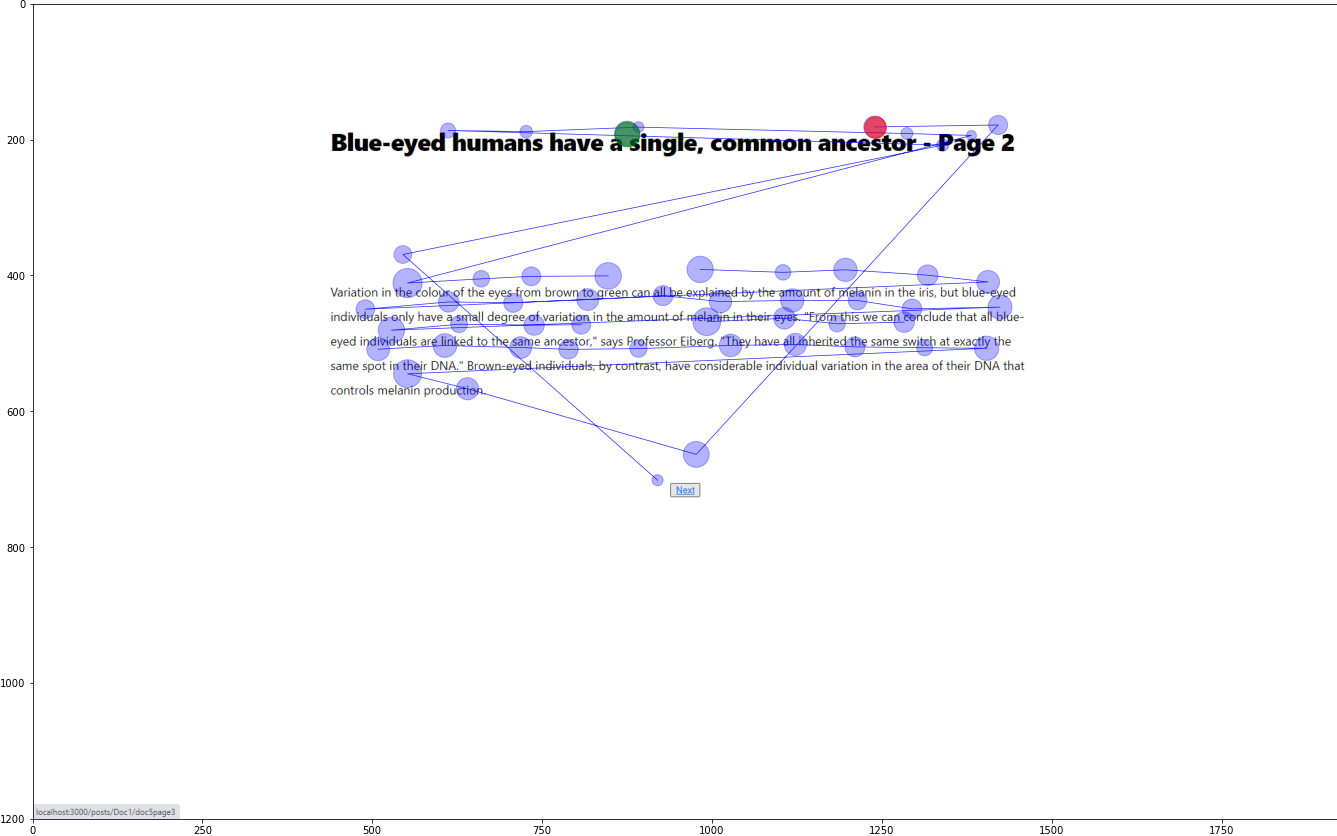 0
200
Blue-eyed humans have a single, common ancestor - Page 2
400
Variation in the colour of the eyes from brown to green can all be explained by the amount of melanin in the iris, but blue-eyed
individuals only have a small degree of variation in the amount of melanin in their eyes. "From this we can conclude that all blue-
eyed individuals are linked to the same ancestor," says Professor Eiberg. "They have all inherited the same switch at exactly the
same spot in their DNA." Brown-eyed individuals, by contrast, have considerable individual variation in the area of their DNA that
controls melanin production.
600
Next
800
1000
localhost:3000/posts/Doc1/doc5page3
1200
0 250 500 750 1000 1250 1500 1750